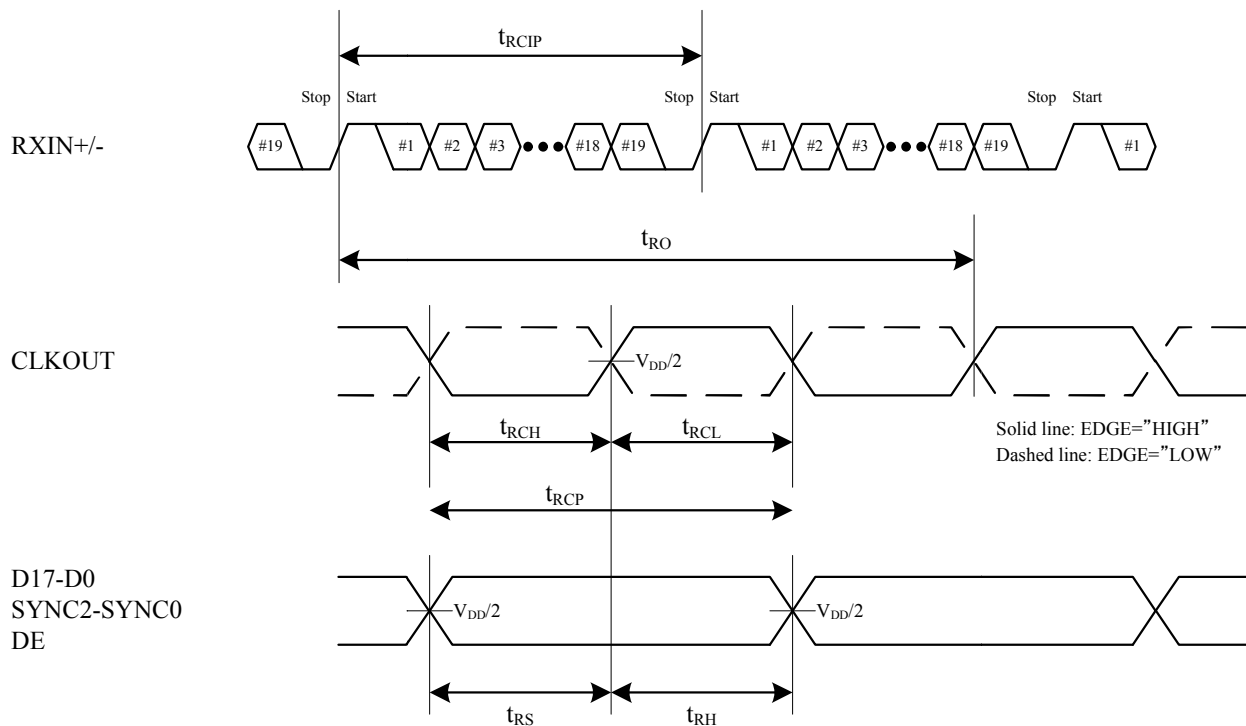 tRCIP
Stop Start Stop Start Stop Start
RXIN+/- #19 #1 #2 #3 #18 #19 #1 #2 #3 #18 #19 #1
tRO
CLKOUT VDD/2
tRCH tRCL
Solid line: EDGE=”HIGH”
Dashed line: EDGE=”LOW”
tRCP
D17-D0
SYNC2-SYNC0 VDD/2 VDD/2
DE
tRS tRH